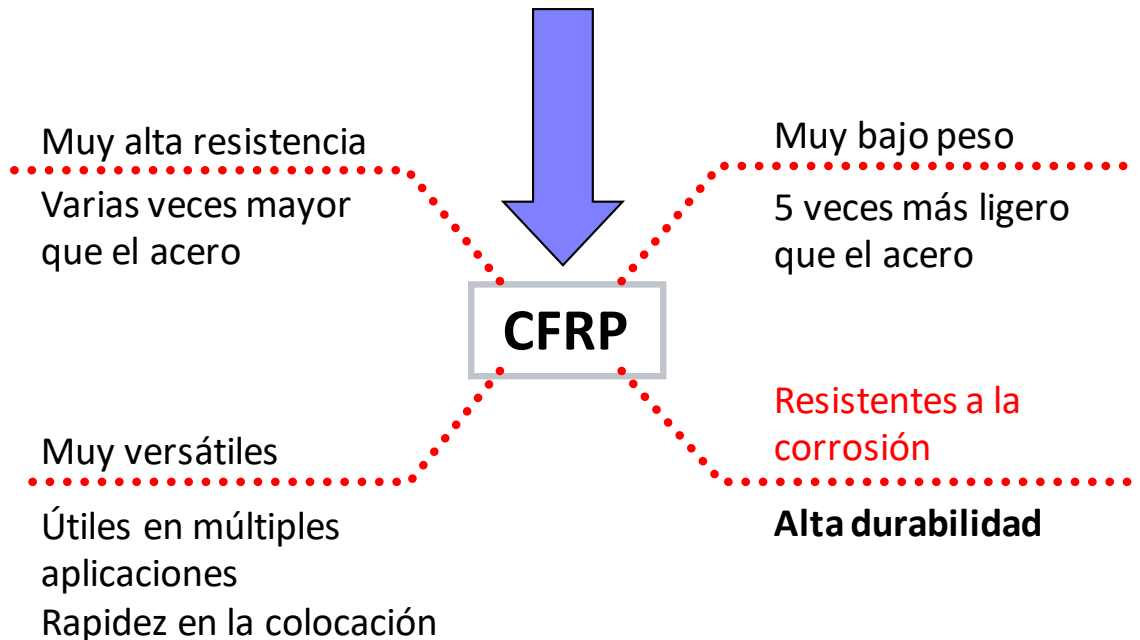 Muy alta resistencia
Varias veces mayor
que el acero
Muy bajo peso
5 veces más ligero
que el acero
CFRP
Muy versátiles
Útiles en múltiples
aplicaciones
Rapidez en la colocación
Resistentes a la
corrosión
Alta durabilidad